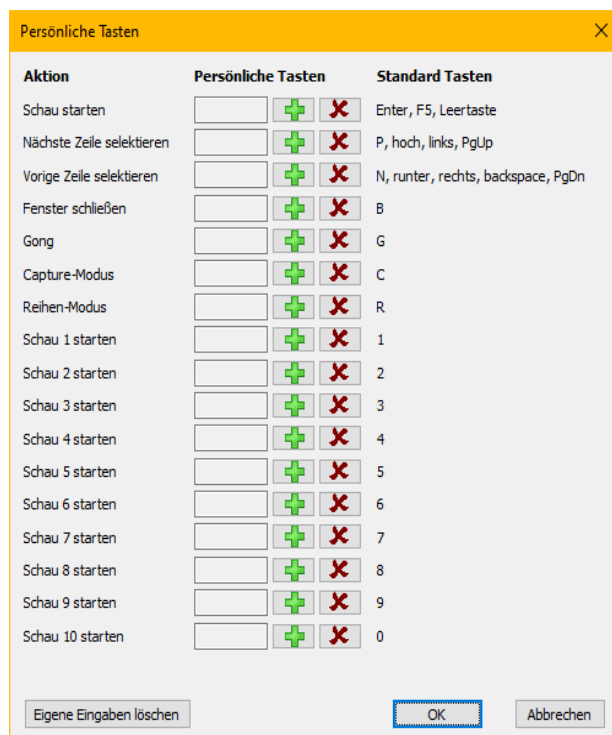 Persönliche Tasten
Aktion Persönliche Tasten Standard Tasten
Schau starten Enter, F5, Leertaste
Nächste Zeile selektieren P, hoch, links, PgUp
Vorige Zeile selektieren N, runter, rechts, backspace, PgDn
Fenster schließen B
Gong G
Capture-Modus C
Reihen-Modus R
Schau 1 starten 1
Schau 2 starten 2
Schau 3 starten 3
Schau 4 starten 4
Schau 5 starten 5
Schau 6 starten 6
Schau 7 starten 7
Schau 8 starten 8
Schau 9 starten 9
Schau 10 starten 0
Eigene Eingaben löschen OK Abbrechen